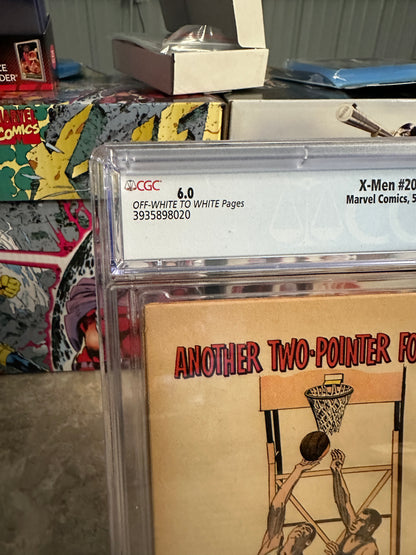 DER
MARVEL
COMICS
CGC 6.0
OFF-WHITE TO WHITE Pages
3935898020
X-Men #20
Marvel Comics, 5
ANOTHER TWO-POINTER FO